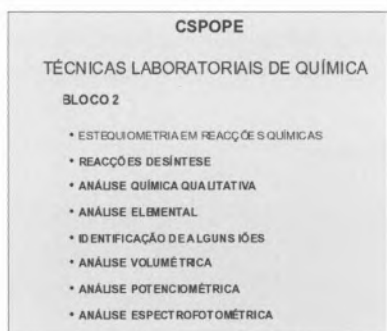 CSPOPE
TÉCNICAS LABORATORIAIS DE QUÍMICA
BLOCO 2
• ESTEQUIOMETRIA EM REACÇÕES QUÍMICAS
• REACÇÕES DE SÍNTESE
• ANÁLISE QUÍMICA QUALITATIVA
• ANÁLISE ELEMENTAL
• IDENTIFICAÇÃO DE ALGUNS IÕES
• ANÁLISE VOLUMÉTRICA
• ANÁLISE POTENCIOMÉTRICA
• ANÁLISE ESPECTROFOTOMÉTRICA